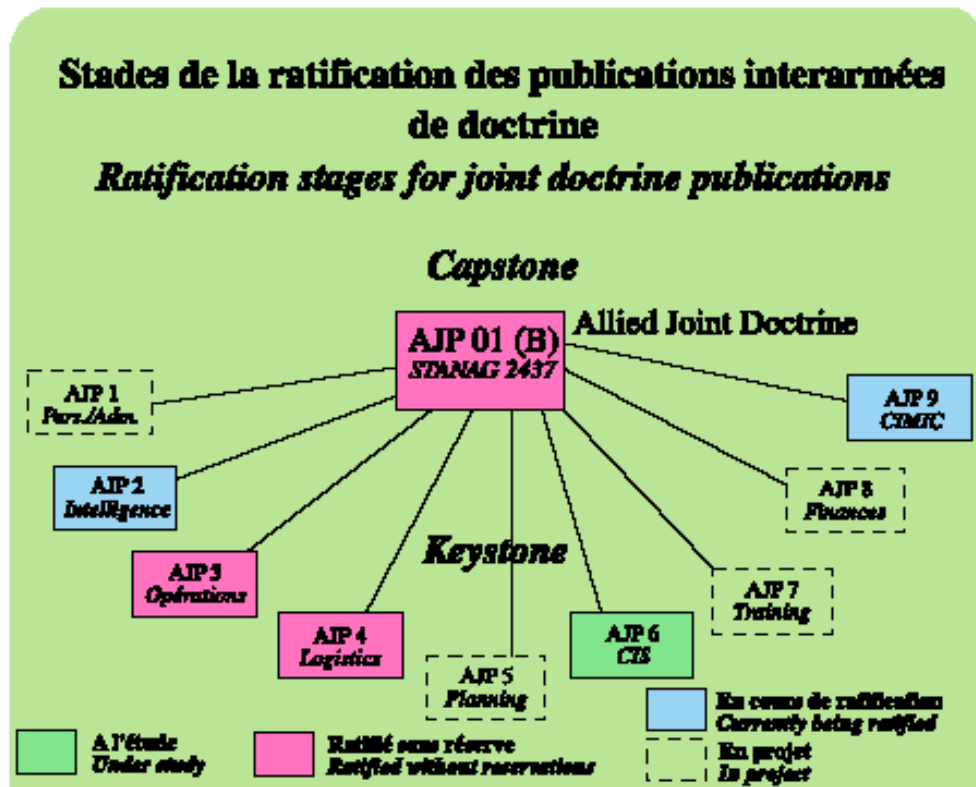 Stades de la ratification des publications interarmées
de doctrine
Ratification stages for joint doctrine publications
Capstone
AJP 01 (B)
STANAG 2437
Allied Joint Doctrine
AJP 1
Pers./Adm.
AJP 9
CIMIC
AJP 2
Intelligence
AJP 8
Finances
Keystone
AJP 3
Opérations
AJP 7
Training
AJP 4
Logistics
AJP 6
CIS
AJP 5
Planning
En cours de ratification
Currently being ratified
A l'étude
Under study
Ratifié sans réserve
Ratified without reservations
En projet
In project